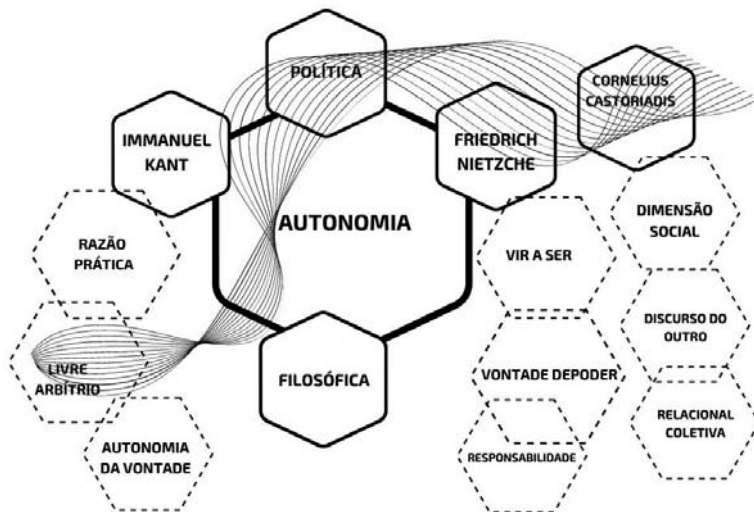 POLÍTICA
CORNELIUS
CASTORIADIS
IMMANUEL
KANT
FRIEDRICH
NIETZCHE
AUTONOMIA
DIMENSÃO
SOCIAL
RAZÃO
PRÁTICA
VIR A SER
DISCURSO DO
OUTRO
LIVRE
ARBÍTRIO
FILOSÓFICA
VONTADE DEPODER
RELACIONAL
COLETIVA
AUTONOMIA
DA VONTADE
RESPONSABILIDADE